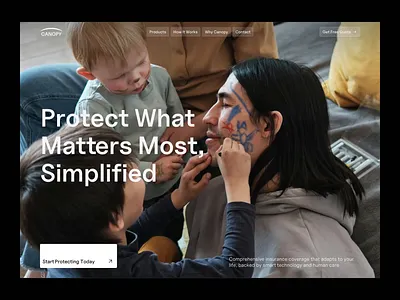 CANOPY
Products
How It Works
Why Canopy
Contact
Get Free Quote
Protect What
Matters Most,
Simplified
Start Protecting Today
Comprehensive insurance coverage that adapts to your
life, backed by smart technology and human care.